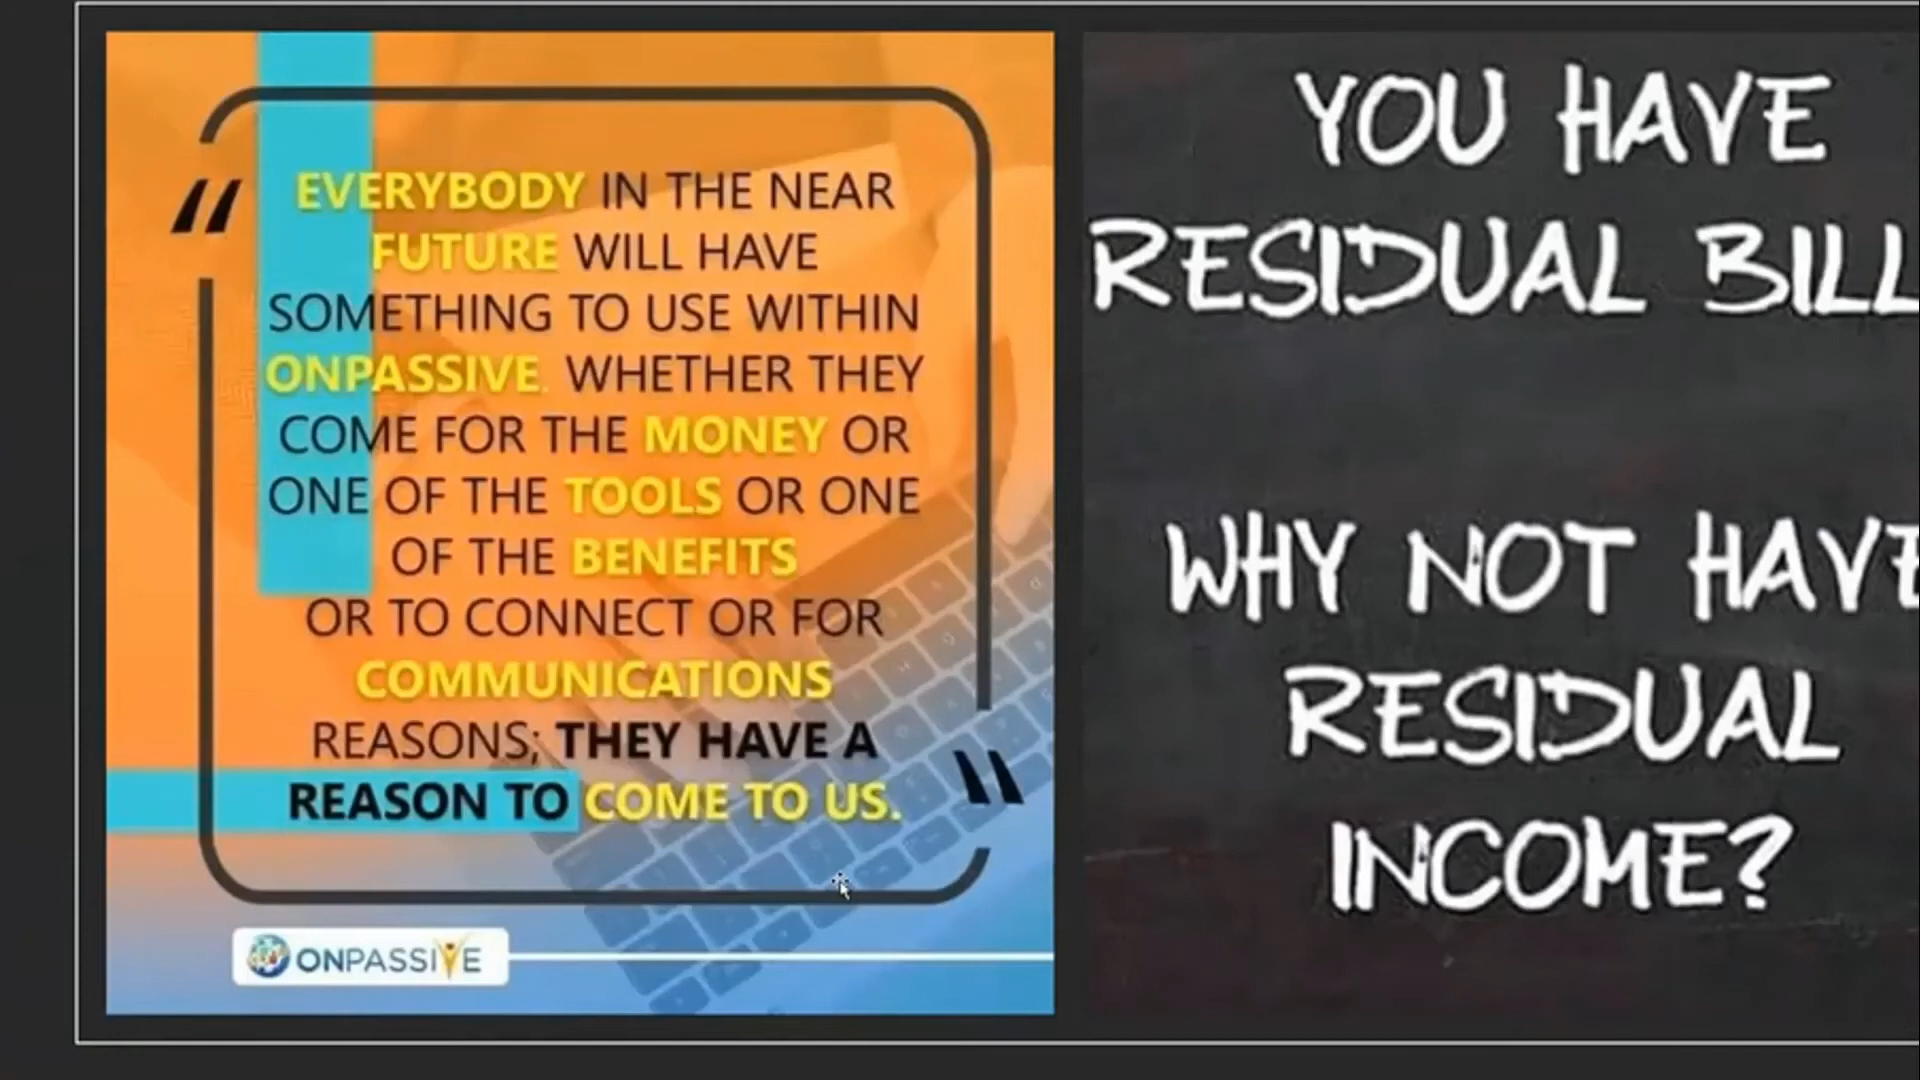 EVERYBODY IN THE NEAR
FUTURE WILL HAVE
SOMETHING TO USE WITHIN
ONPASSIVE. WHETHER THEY
COME FOR THE MONEY OR
ONE OF THE TOOLS OR ONE
OF THE BENEFITS
OR TO CONNECT OR FOR
COMMUNICATIONS
REASONS; THEY HAVE A
REASON TO COME TO US.
ONPASSIVE
YOU HAVE
RESIDUAL BILL
WHY NOT HAVE
RESIDUAL
INCOME?